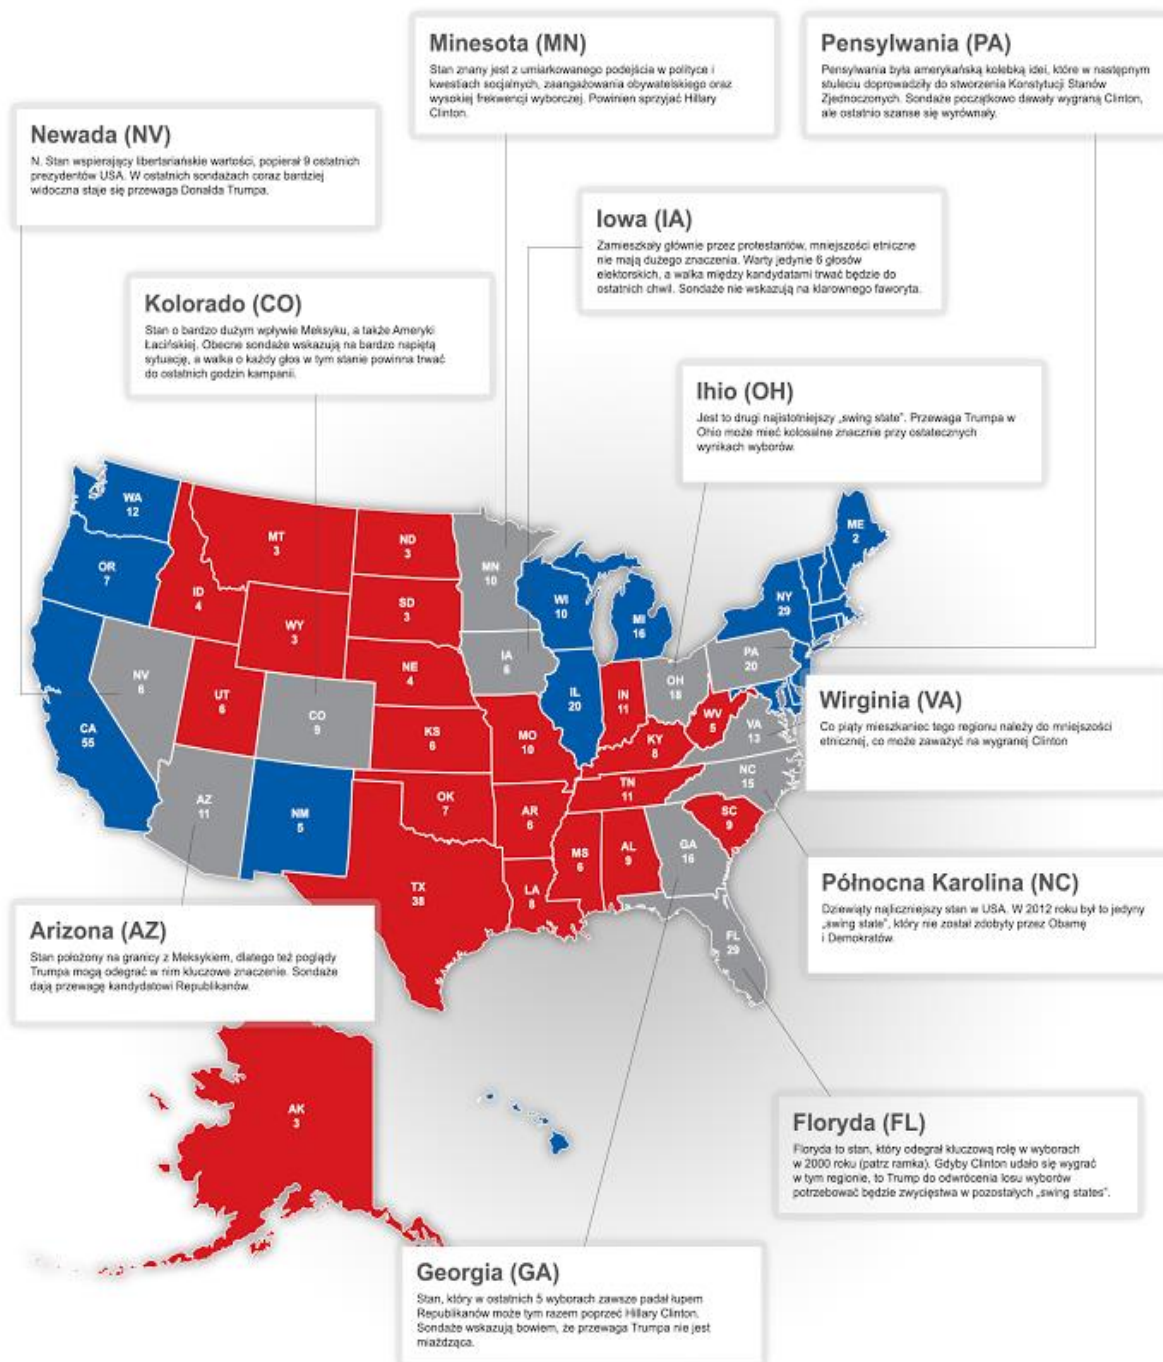 Minesota (MN)
Stan znany jest z umiarkowanego podejścia w polityce i
kwestiach socjalnych, zaangażowania obywatelskiego oraz
wysokiej frekwencji wyborczej. Powinien sprzyjać Hillary
Clinton.
Pensylwania (PA)
Pensylwania była amerykańską kolebką idei, które w następnym
stuleciu doprowadziły do stworzenia Konstytucji Stanów
Zjednoczonych. Sondaże początkowo dawały wygraną Clinton,
ale ostatnio szanse się wyrównały.
Newada (NV)
N. Stan wspierający libertariańskie wartości, popierał 9 ostatnich
prezydentów USA. W ostatnich sondażach coraz bardziej
widoczna staje się przewaga Donalda Trumpa.
Iowa (IA)
Zamieszkały głównie przez protestantów, mniejszości etniczne
nie mają dużego znaczenia. Warty jedynie 6 głosów
elektorskich, a walka między kandydatami trwać będzie do
ostatnich chwil. Sondaże nie wskazują na klarownego faworyta.
Kolorado (CO)
Stan o bardzo dużym wpływie Meksyku, a także Ameryki
Łacińskiej. Obecne sondaże wskazują na bardzo napiętą
sytuację, a walka o każdy głos w tym stanie powinna trwać
do ostatnich godzin kampanii.
Ihio (OH)
Jest to drugi najistotniejszy „swing state”. Przewaga Trumpa w
Ohio może mieć kolosalne znacznie przy ostatecznych
wynikach wyborów.
WA
12
OR
7
CA
55
NV
6
ID
4
MT
3
WY
3
UT
6
CO
9
AZ
11
NM
5
ND
3
SD
3
NE
4
KS
6
OK
7
TX
38
MN
10
IA
6
MO
10
AR
6
LA
8
WI
10
IL
20
MI
16
IN
11
OH
18
KY
8
TN
11
MS
6
AL
9
GA
16
FL
29
SC
9
NC
15
VA
13
WV
5
PA
20
NY
29
ME
2
AK
3
Wirginia (VA)
Co piąty mieszkaniec tego regionu należy do mniejszości
etnicznej, co może zaważyć na wygranej Clinton
Północna Karolina (NC)
Dziewiąty najliczniejszy stan w USA. W 2012 roku był to jedyny
„swing state”, który nie został zdobyty przez Obamę
i Demokratów.
Arizona (AZ)
Stan położony na granicy z Meksykiem, dlatego też poglądy
Trumpa mogą odegrać w nim kluczowe znaczenie. Sondaże
dają przewagę kandydatowi Republikanów.
Floryda (FL)
Floryda to stan, który odegrał kluczową rolę w wyborach
w 2000 roku (patrz ramka). Gdyby Clinton udało się wygrać
w tym regionie, to Trump do odwrócenia losu wyborów
potrzebować będzie zwycięstwa w pozostałych „swing states”.
Georgia (GA)
Stan, który w ostatnich 5 wyborach zawsze padał łupem
Republikanów może tym razem poprzeć Hillary Clinton.
Sondaże wskazują bowiem, że przewaga Trumpa nie jest
miażdżąca.